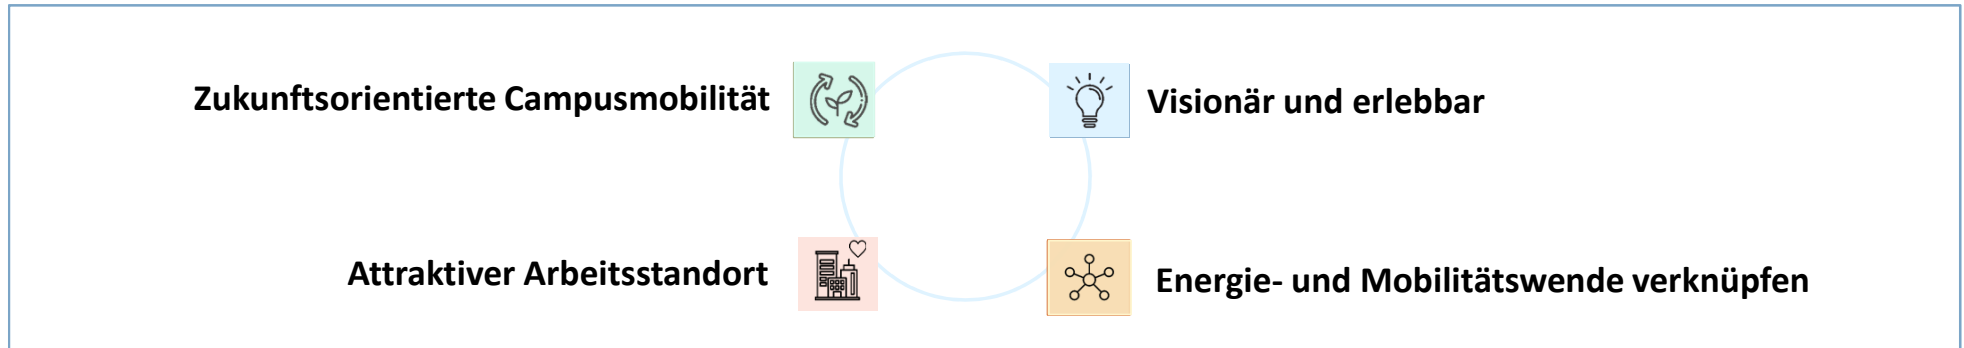 Zukunftsorientierte Campusmobilität
Visionär und erlebbar
Attraktiver Arbeitsstandort
Energie- und Mobilitätswende verknüpfen